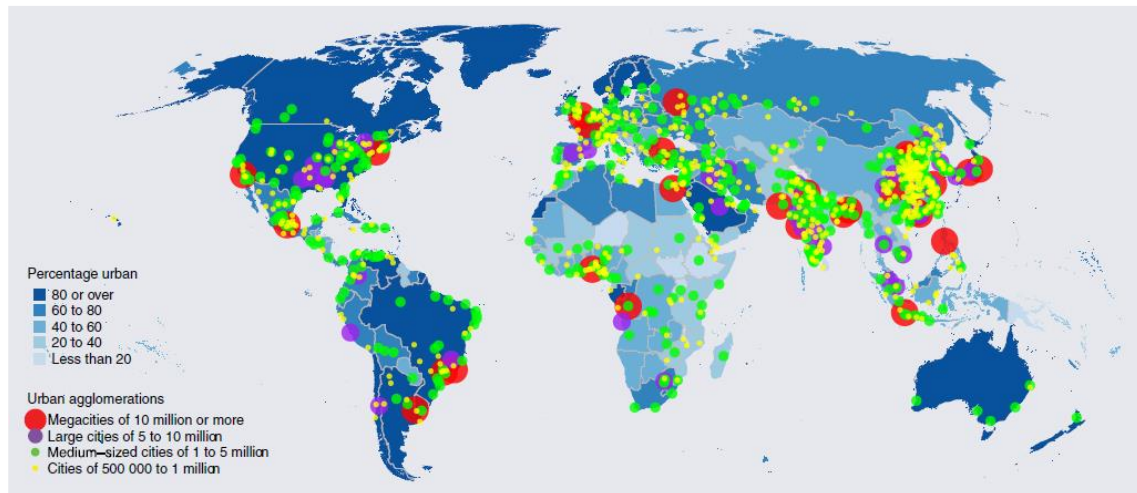 Percentage urban
80 or over
60 to 80
40 to 60
20 to 40
Less than 20
Urban agglomerations
Megacities of 10 million or more
Large cities of 5 to 10 million
Medium–sized cities of 1 to 5 million
Cities of 500 000 to 1 million